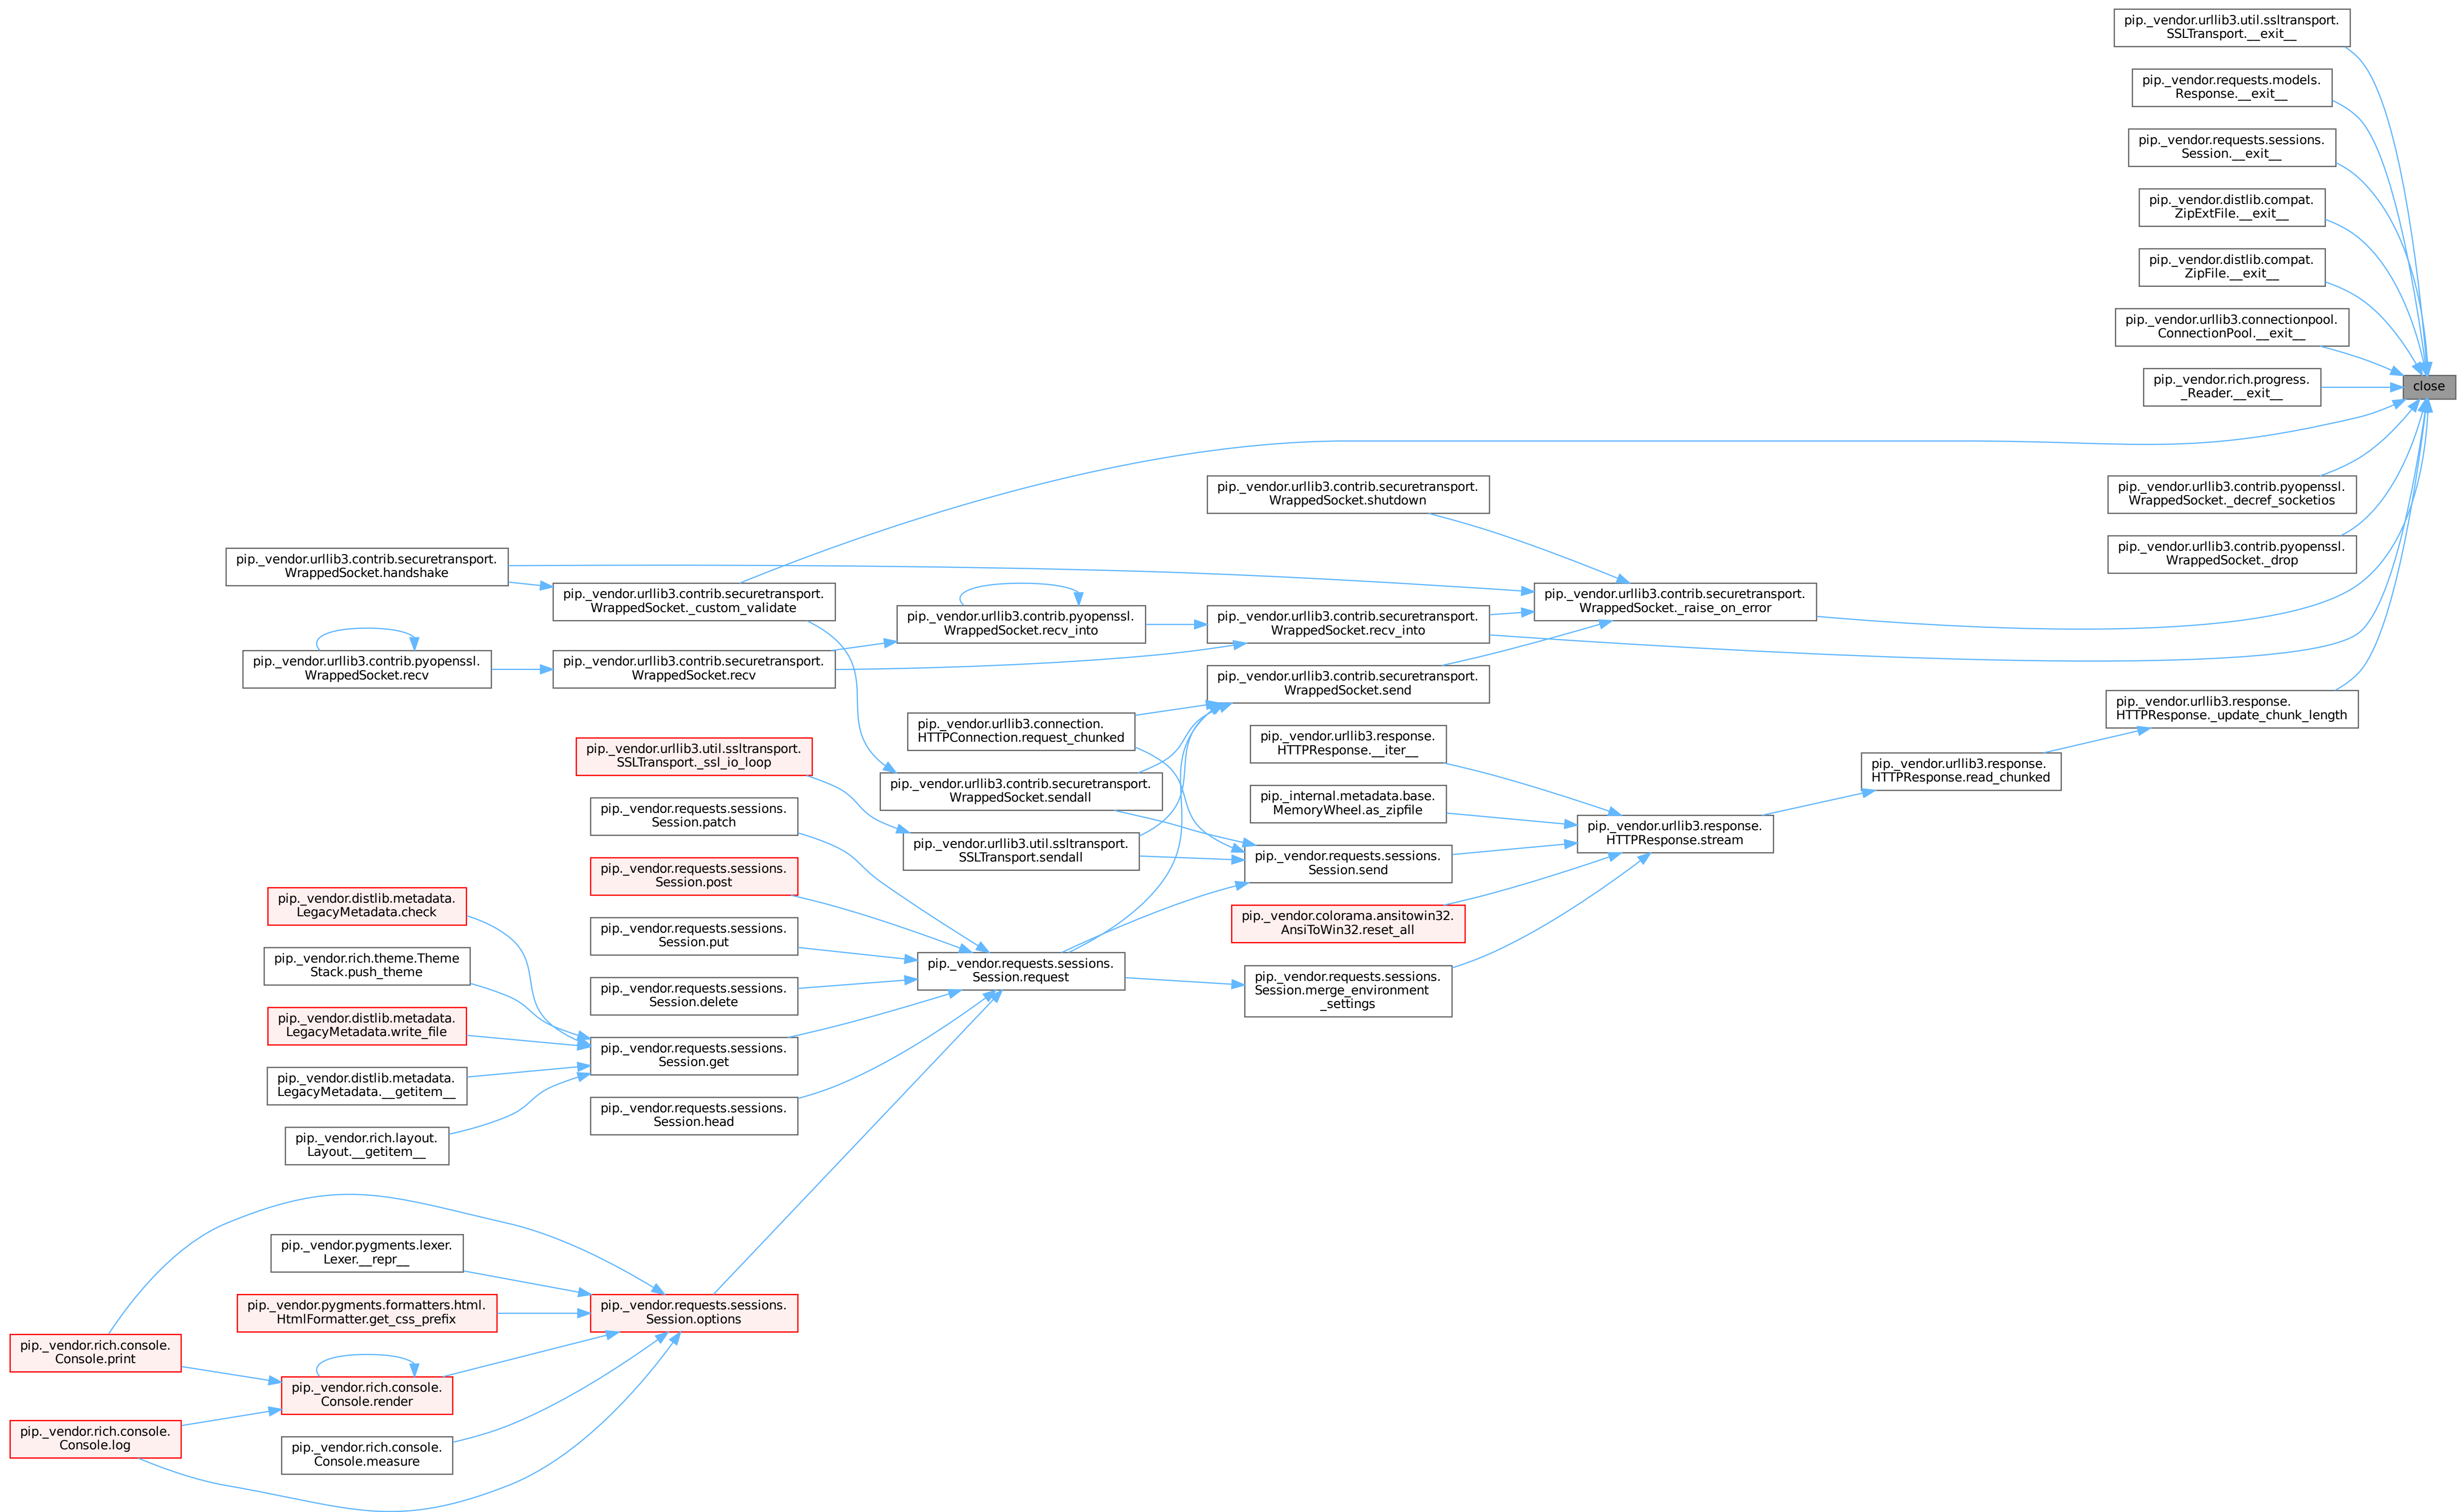 pip._vendor.urllib3.util.ssltransport.
SSLTransport.__exit__
pip._vendor.requests.models.
Response.__exit__
pip._vendor.requests.sessions.
Session.__exit__
pip._vendor.distlib.compat.
ZipExtFile.__exit__
pip._vendor.distlib.compat.
ZipFile.__exit__
pip._vendor.urllib3.connectionpool.
ConnectionPool.__exit__
pip._vendor.rich.progress.
_Reader.__exit__
close
pip._vendor.urllib3.contrib.pyopenssl.
WrappedSocket._decref_socketios
pip._vendor.urllib3.contrib.pyopenssl.
WrappedSocket._drop
pip._vendor.urllib3.contrib.securetransport.
WrappedSocket.shutdown
pip._vendor.urllib3.contrib.securetransport.
WrappedSocket.handshake
pip._vendor.urllib3.contrib.securetransport.
WrappedSocket._custom_validate
pip._vendor.urllib3.contrib.pyopenssl.
WrappedSocket.recv_into
pip._vendor.urllib3.contrib.securetransport.
WrappedSocket.recv_into
pip._vendor.urllib3.contrib.securetransport.
WrappedSocket._raise_on_error
pip._vendor.urllib3.contrib.pyopenssl.
WrappedSocket.recv
pip._vendor.urllib3.contrib.securetransport.
WrappedSocket.recv
pip._vendor.urllib3.contrib.securetransport.
WrappedSocket.send
pip._vendor.urllib3.response.
HTTPResponse._update_chunk_length
pip._vendor.urllib3.connection.
HTTPConnection.request_chunked
pip._vendor.urllib3.response.
HTTPResponse.__iter__
pip._vendor.urllib3.response.
HTTPResponse.read_chunked
pip._vendor.urllib3.util.ssltransport.
SSLTransport._ssl_io_loop
pip._vendor.urllib3.contrib.securetransport.
WrappedSocket.sendall
pip._internal.metadata.base.
MemoryWheel.as_zipfile
pip._vendor.urllib3.response.
HTTPResponse.stream
pip._vendor.requests.sessions.
Session.patch
pip._vendor.urllib3.util.ssltransport.
SSLTransport.sendall
pip._vendor.requests.sessions.
Session.send
pip._vendor.requests.sessions.
Session.post
pip._vendor.colorama.ansitowin32.
AnsiToWin32.reset_all
pip._vendor.distlib.metadata.
LegacyMetadata.check
pip._vendor.requests.sessions.
Session.put
pip._vendor.rich.theme.Theme
Stack.push_theme
pip._vendor.requests.sessions.
Session.request
pip._vendor.requests.sessions.
Session.merge_environment
_settings
pip._vendor.requests.sessions.
Session.delete
pip._vendor.distlib.metadata.
LegacyMetadata.write_file
pip._vendor.requests.sessions.
Session.get
pip._vendor.distlib.metadata.
LegacyMetadata.__getitem__
pip._vendor.requests.sessions.
Session.head
pip._vendor.rich.layout.
Layout.__getitem__
pip._vendor.pygments.lexer.
Lexer.__repr__
pip._vendor.pygments.formatters.html.
HtmlFormatter.get_css_prefix
pip._vendor.requests.sessions.
Session.options
pip._vendor.rich.console.
Console.print
pip._vendor.rich.console.
Console.render
pip._vendor.rich.console.
Console.log
pip._vendor.rich.console.
Console.measure